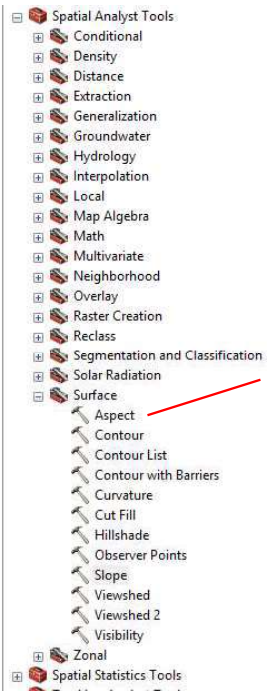 Spatial Analyst Tools
Conditional
Density
Distance
Extraction
Generalization
Groundwater
Hydrology
Interpolation
Local
Map Algebra
Math
Multivariate
Neighborhood
Overlay
Raster Creation
Reclass
Segmentation and Classification
Solar Radiation
Surface
Aspect
Contour
Contour List
Contour with Barriers
Curvature
Cut Fill
Hillshade
Observer Points
Slope
Viewshed
Viewshed 2
Visibility
Zonal
Spatial Statistics Tools